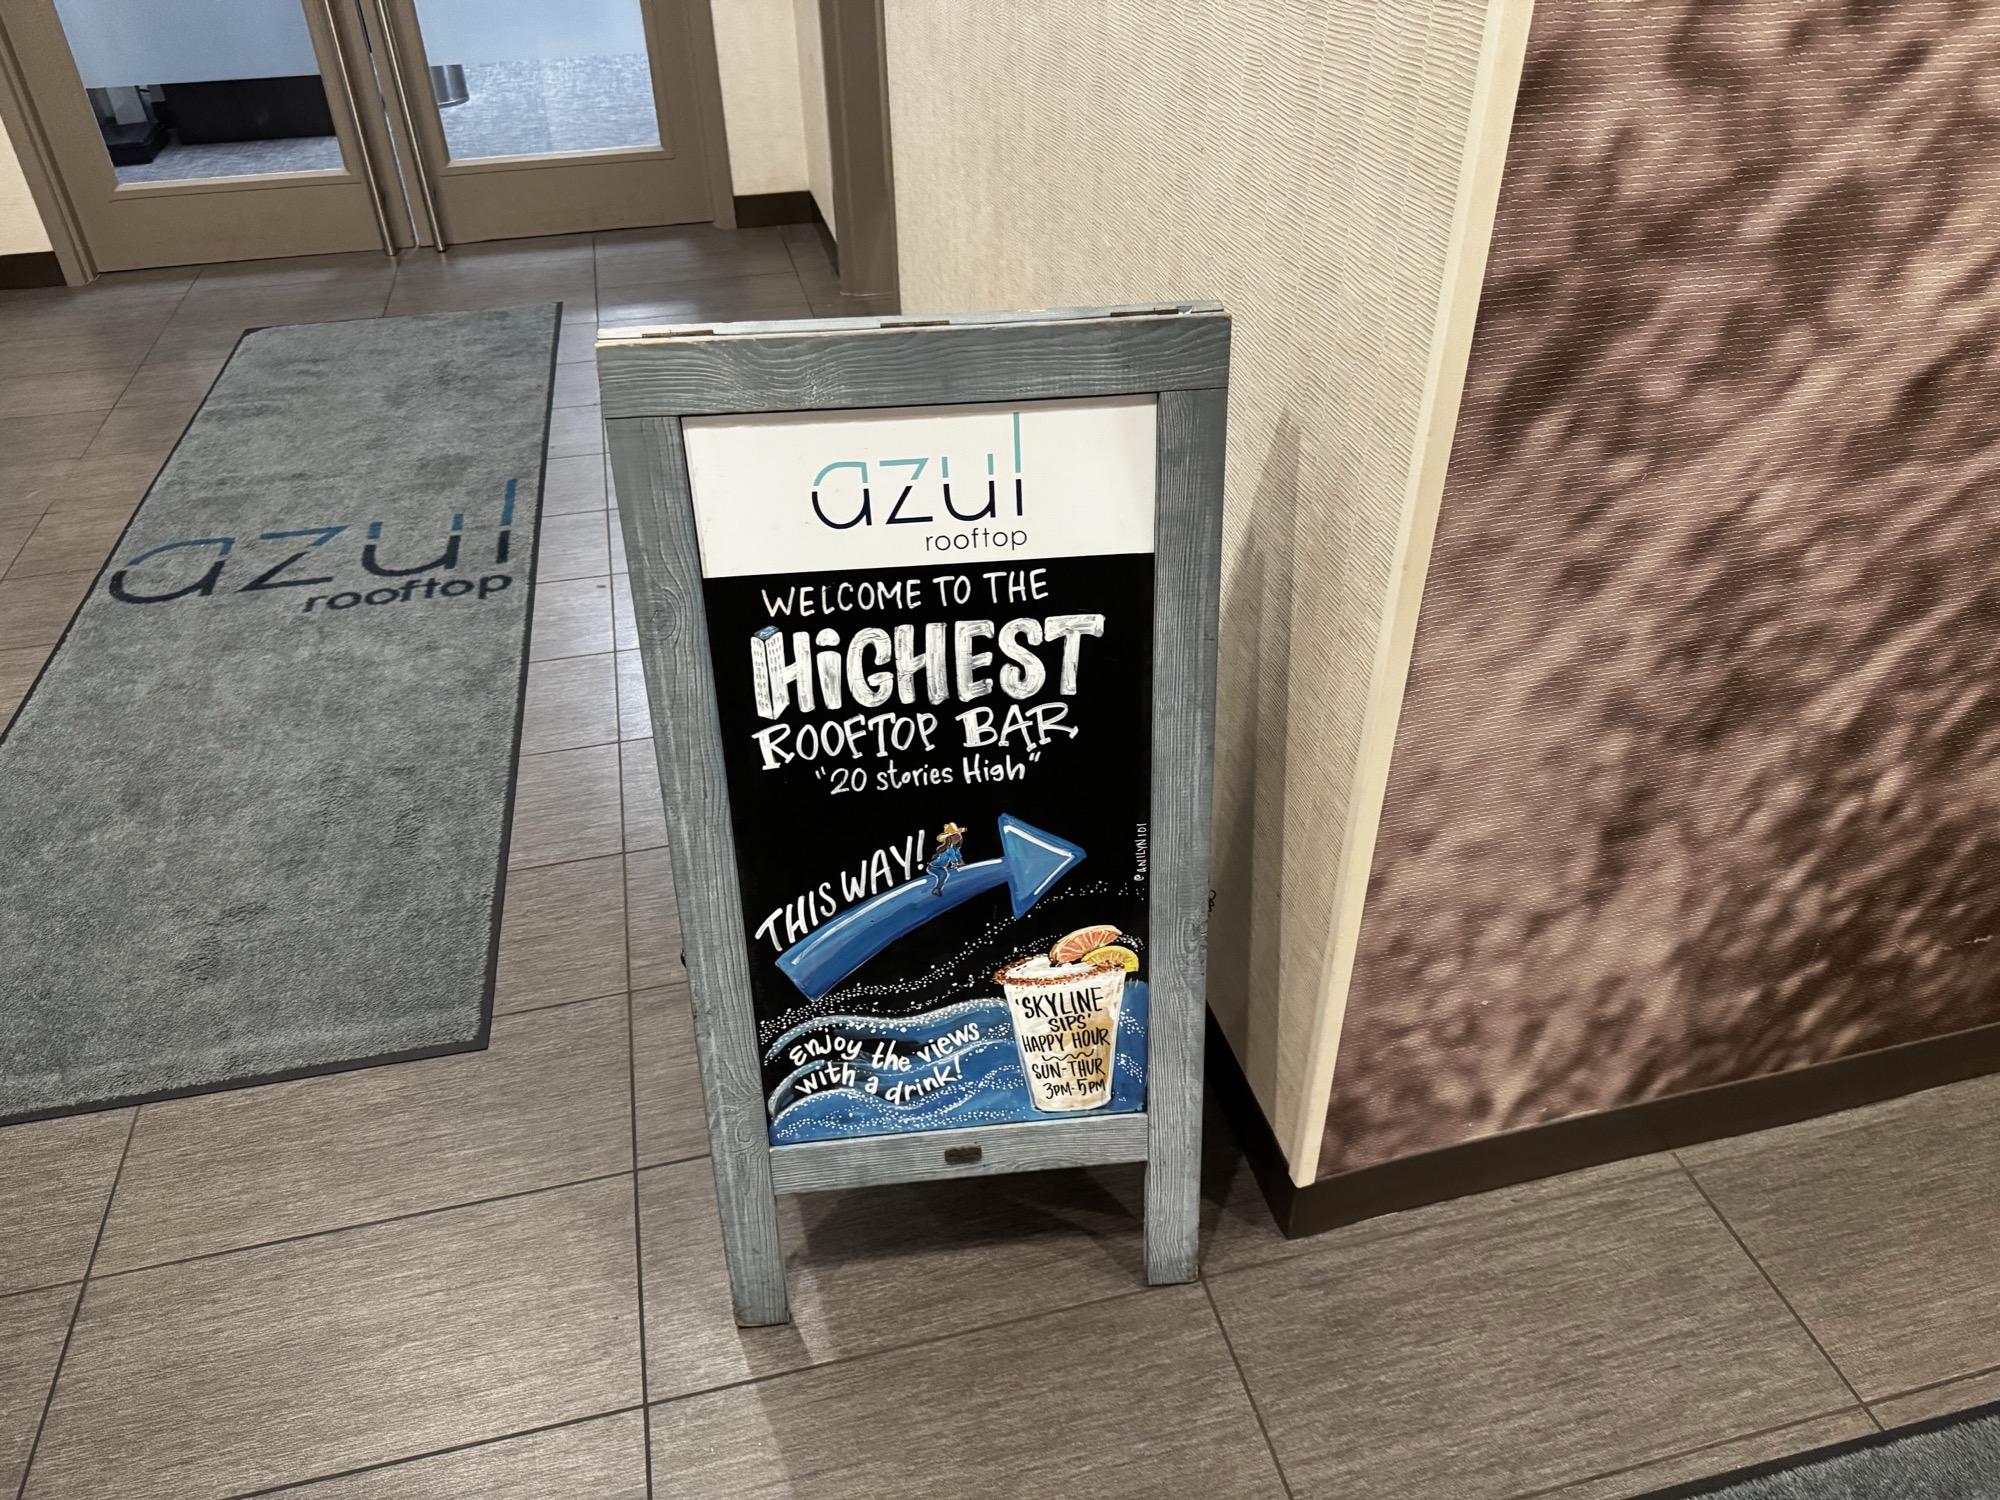 azul
rooftop
azul
rooftop
WELCOME TO THE
HiGHEST
ROOFTOP BAR
"20 stories High"
THIS WAY!
@ANILYN101
Enjoy the views
with a drink!
'SKYLINE
SIPS'
HAPPY HOUR
SUN-THUR
3PM-5PM